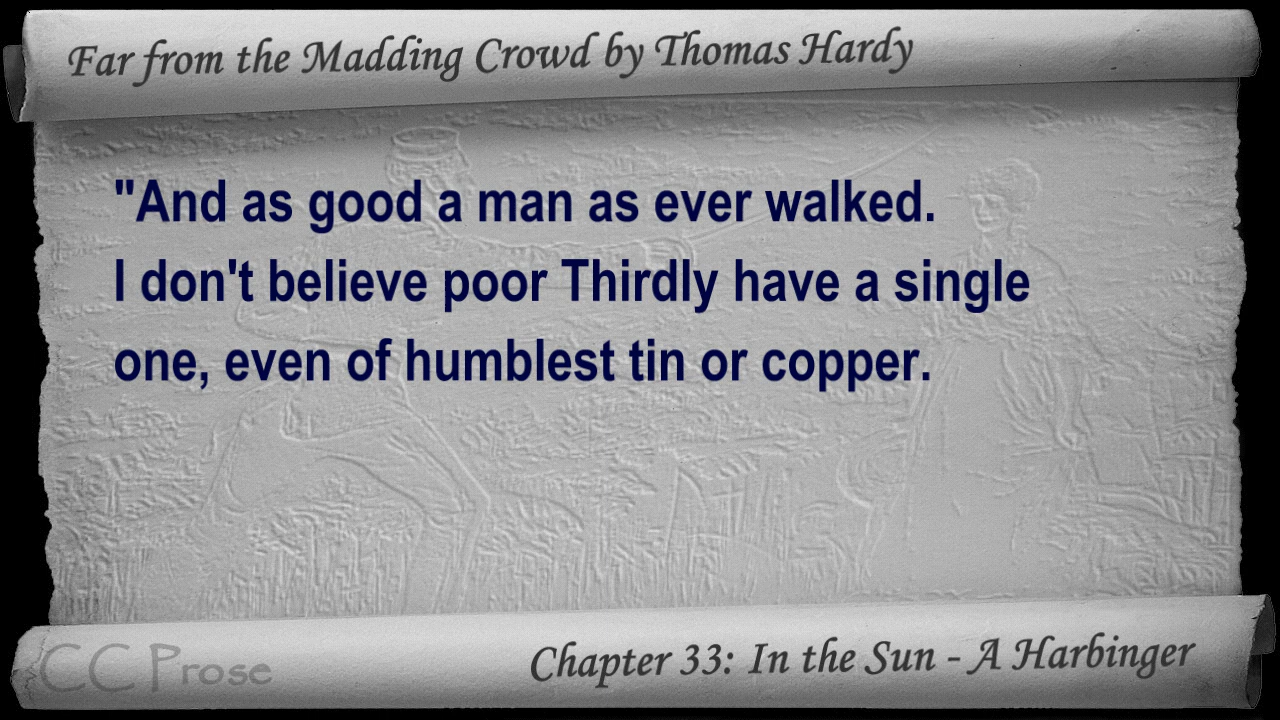 Far from the Madding Crowd by Thomas Hardy
"And as good a man as ever walked.
I don't believe poor Thirdly have a single
one, even of humblest tin or copper.
CC Prose
Chapter 33: In the Sun - A Harbinger